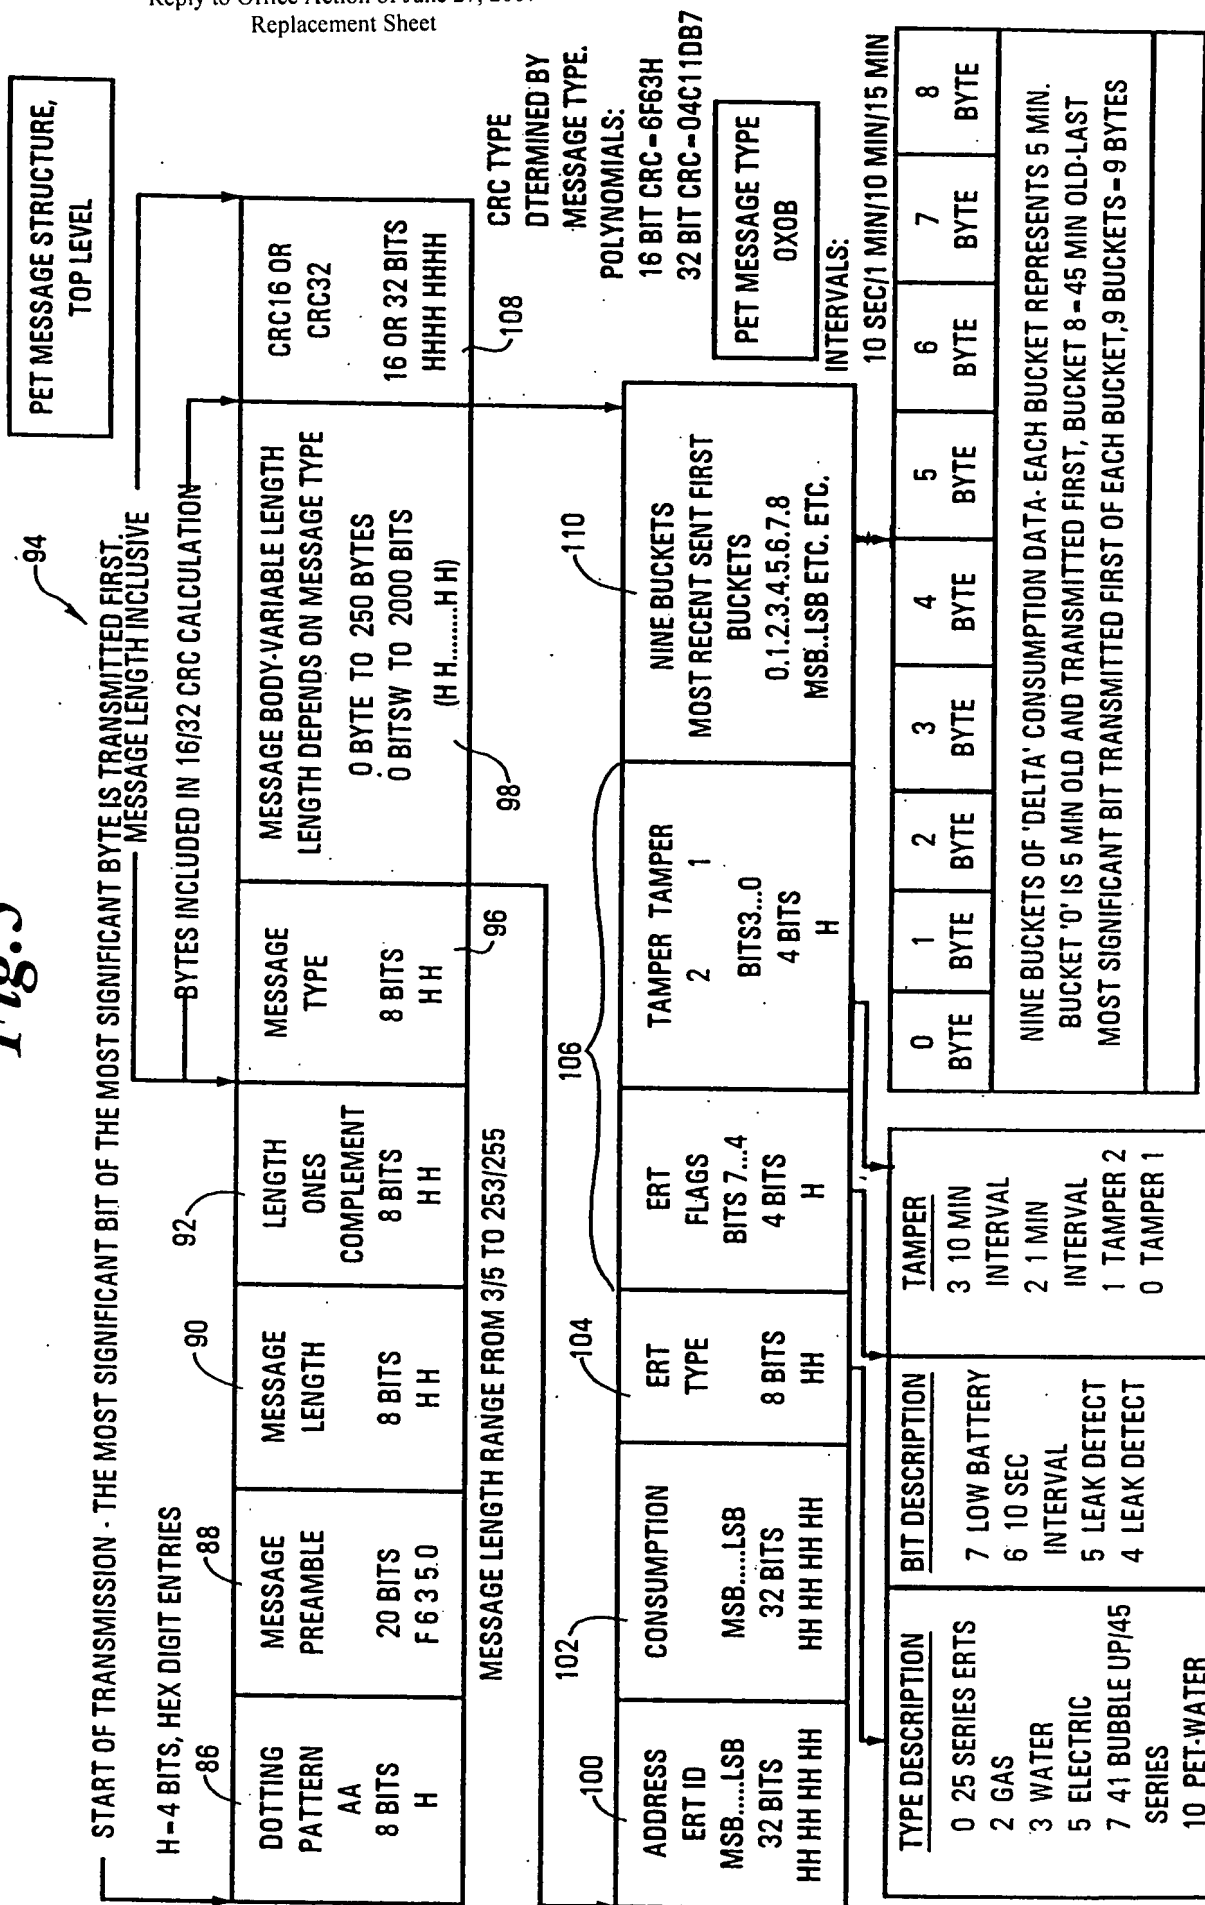 Replacement Sheet
Fig.5
PET MESSAGE STRUCTURE,
TOP LEVEL
94
START OF TRANSMISSION - THE MOST SIGNIFICANT BIT OF THE MOST SIGNIFICANT BYTE IS TRANSMITTED FIRST.
MESSAGE LENGTH INCLUSIVE
H=4 BITS, HEX DIGIT ENTRIES
BYTES INCLUDED IN 16/32 CRC CALCULATION
86
88
90
92
DOTTING
PATTERN
AA
8 BITS
H
MESSAGE
PREAMBLE
20 BITS
F 6 3 5 0
MESSAGE
LENGTH
8 BITS
H H
LENGTH
ONES
COMPLEMENT
8 BITS
H H
MESSAGE
TYPE
8 BITS
H H
MESSAGE BODY-VARIABLE LENGTH
LENGTH DEPENDS ON MESSAGE TYPE
0 BYTE TO 250 BYTES
0 BITSW TO 2000 BITS
(H H........H H)
CRC16 OR
CRC32
16 OR 32 BITS
HHHH HHHH
96
98
108
MESSAGE LENGTH RANGE FROM 3/5 TO 253/255
CRC TYPE
DTERMINED BY
MESSAGE TYPE.
POLYNOMIALS:
16 BIT CRC=6F63H
32 BIT CRC=04C11DB7
100
102
104
106
110
ADDRESS
ERT ID
MSB.....LSB
32 BITS
HH HH HH HH
CONSUMPTION
MSB.....LSB
32 BITS
HH HH HH HH
ERT
TYPE
8 BITS
HH
ERT
FLAGS
BITS 7...4
4 BITS
H
TAMPER TAMPER
2 1
BITS3...0
4 BITS
H
NINE BUCKETS
MOST RECENT SENT FIRST
BUCKETS
0.1.2.3.4.5.6.7.8
MSB..LSB ETC. ETC.
PET MESSAGE TYPE
0X0B
INTERVALS:
10 SEC/1 MIN/10 MIN/15 MIN
TYPE DESCRIPTION
0 25 SERIES ERTS
2 GAS
3 WATER
5 ELECTRIC
7 41 BUBBLE UP/45
SERIES
10 PET-WATER
BIT DESCRIPTION
7 LOW BATTERY
6 10 SEC
INTERVAL
5 LEAK DETECT
4 LEAK DETECT
TAMPER
3 10 MIN
INTERVAL
2 1 MIN
INTERVAL
1 TAMPER 2
0 TAMPER 1
0 1 2 3 4 5 6 7 8
BYTE BYTE BYTE BYTE BYTE BYTE BYTE BYTE BYTE
NINE BUCKETS OF 'DELTA' CONSUMPTION DATA- EACH BUCKET REPRESENTS 5 MIN.
BUCKET '0' IS 5 MIN OLD AND TRANSMITTED FIRST, BUCKET 8=45 MIN OLD-LAST
MOST SIGNIFICANT BIT TRANSMITTED FIRST OF EACH BUCKET,9 BUCKETS=9 BYTES